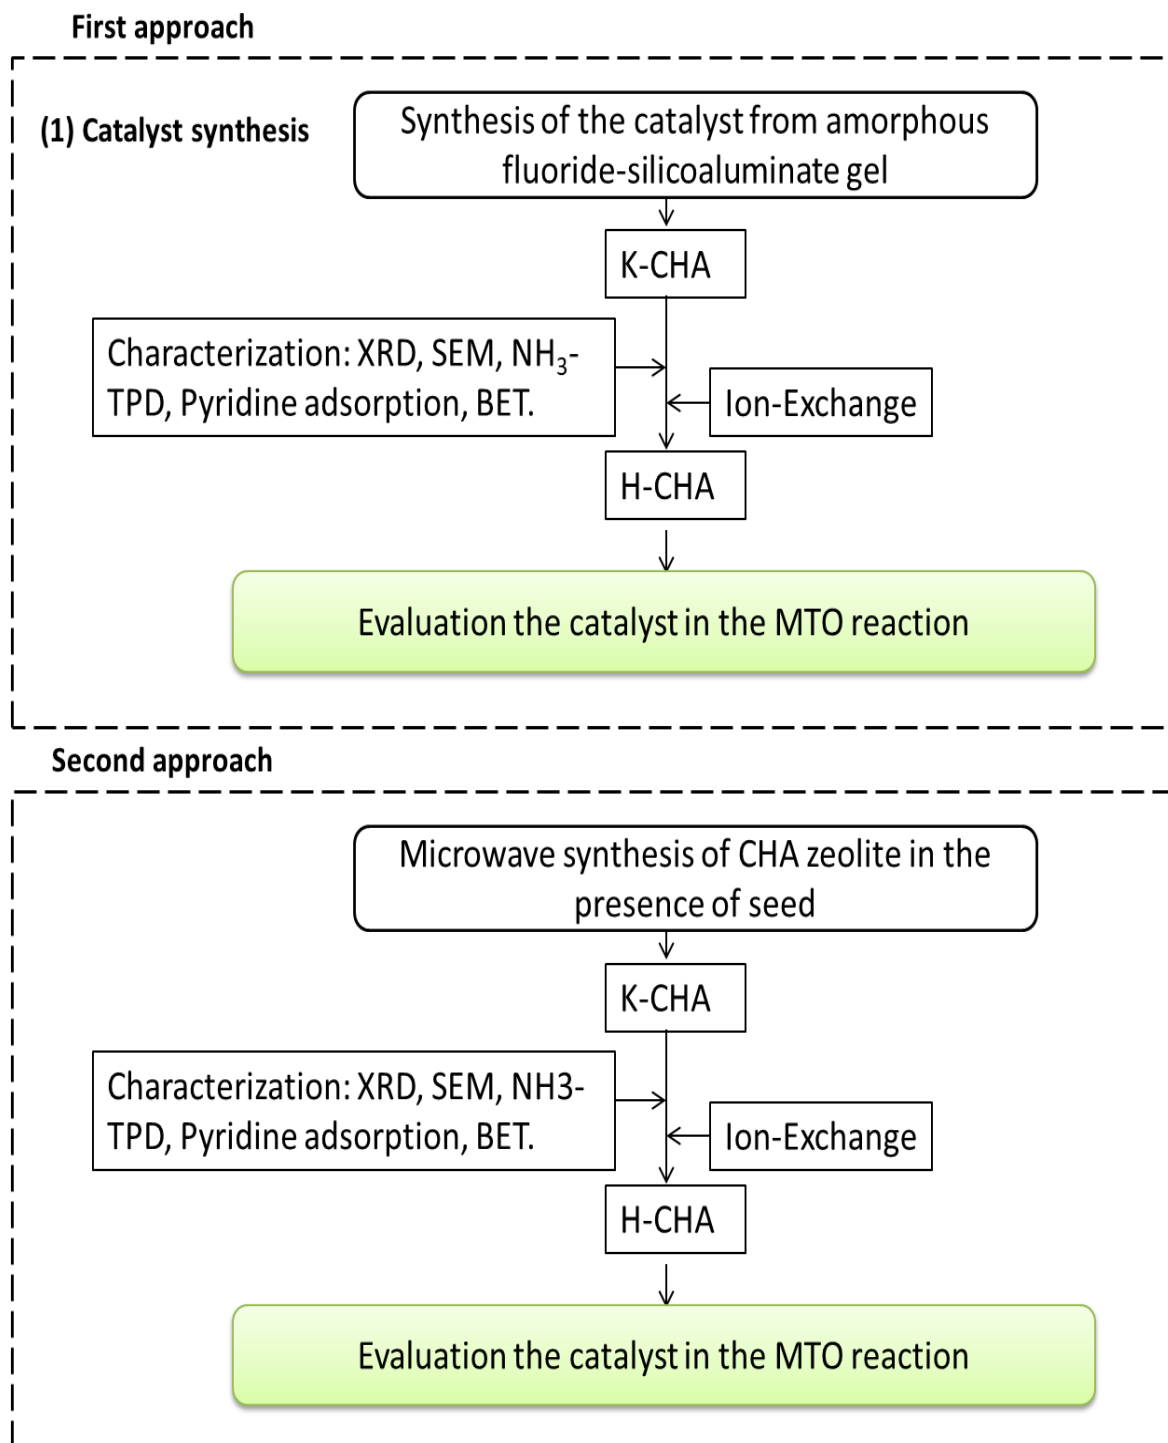 First approach
(1) Catalyst synthesis
Synthesis of the catalyst from amorphous
fluoride-silicoaluminate gel
K-CHA
Characterization: XRD, SEM, NH₃-
TPD, Pyridine adsorption, BET.
Ion-Exchange
H-CHA
Evaluation the catalyst in the MTO reaction
Second approach
Microwave synthesis of CHA zeolite in the
presence of seed
K-CHA
Characterization: XRD, SEM, NH3-
TPD, Pyridine adsorption, BET.
Ion-Exchange
H-CHA
Evaluation the catalyst in the MTO reaction